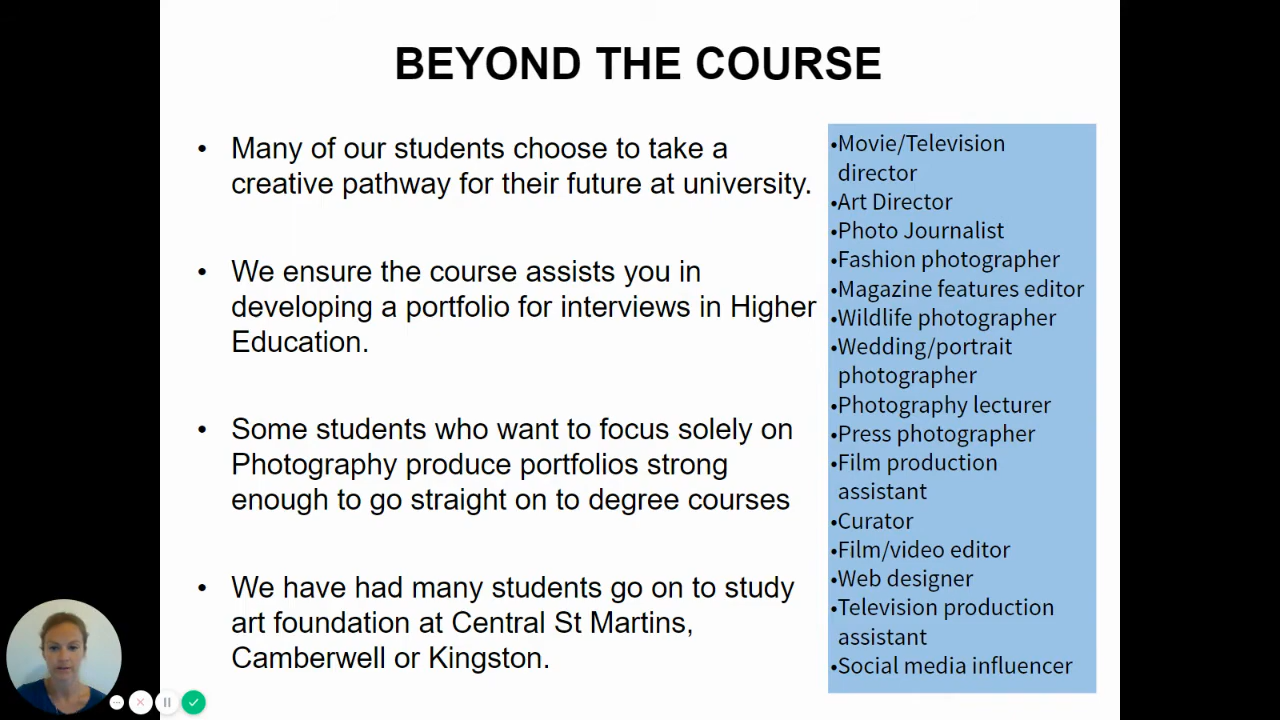 BEYOND THE COURSE
• Many of our students choose to take a
creative pathway for their future at university.
• We ensure the course assists you in
developing a portfolio for interviews in Higher
Education.
• Some students who want to focus solely on
Photography produce portfolios strong
enough to go straight on to degree courses
• We have had many students go on to study
art foundation at Central St Martins,
Camberwell or Kingston.
•Movie/Television
director
•Art Director
•Photo Journalist
•Fashion photographer
•Magazine features editor
•Wildlife photographer
•Wedding/portrait
photographer
•Photography lecturer
•Press photographer
•Film production
assistant
•Curator
•Film/video editor
•Web designer
•Television production
assistant
•Social media influencer